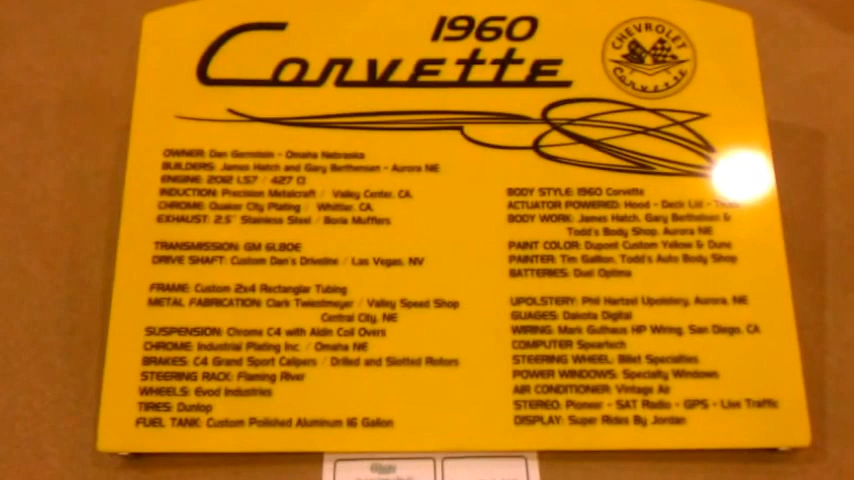 1960
Corvette
CHEVROLET
Corvette
OWNER: Dan Gernstein - Omaha Nebraska
BUILDERS: James Hatch and Gary Berthelsen - Aurora NE
ENGINE: 2012 LS7 / 427 CI
INDUCTION: Precision Metalcraft / Valley Center, CA.
CHROME: Quaker City Plating / Whittier, CA.
EXHAUST: 2.5" Stainless Steel / Borla Mufflers
TRANSMISSION: GM 6L80E
DRIVE SHAFT: Custom Dan's Driveline / Las Vegas, NV
FRAME: Custom 2x4 Rectanglar Tubing
METAL FABRICATION: Clark Twiestmeyer / Valley Speed Shop
Central City, NE
SUSPENSION: Chrome C4 with Aldin Coil Overs
CHROME: Industrial Plating Inc. / Omaha NE
BRAKES: C4 Grand Sport Calipers / Drilled and Slotted Rotors
STEERING RACK: Flaming River
WHEELS: Evod Industries
TIRES: Dunlop
FUEL TANK: Custom Polished Aluminum 16 Gallon
BODY STYLE: 1960 Corvette
ACTUATOR POWERED: Hood - Deck Lid -
BODY WORK: James Hatch, Gary Berthelsen &
Todd's Body Shop, Aurora NE
PAINT COLOR: Dupont Custom Yellow & Dune
PAINTER: Tim Gallion, Todd's Auto Body Shop
BATTERIES: Duel Optima
UPOLSTERY: Phil Hartzel Upolstery, Aurora, NE
GUAGES: Dakota Digital
WIRING: Mark Guthaus HP Wiring, San Diego, CA
COMPUTER Speartech
STEERING WHEEL: Billet Specialties
POWER WINDOWS: Specialty Windows
AIR CONDITIONER: Vintage Air
STEREO: Pioneer - SAT Radio - GPS - Live Traffic
DISPLAY: Super Rides By Jordan